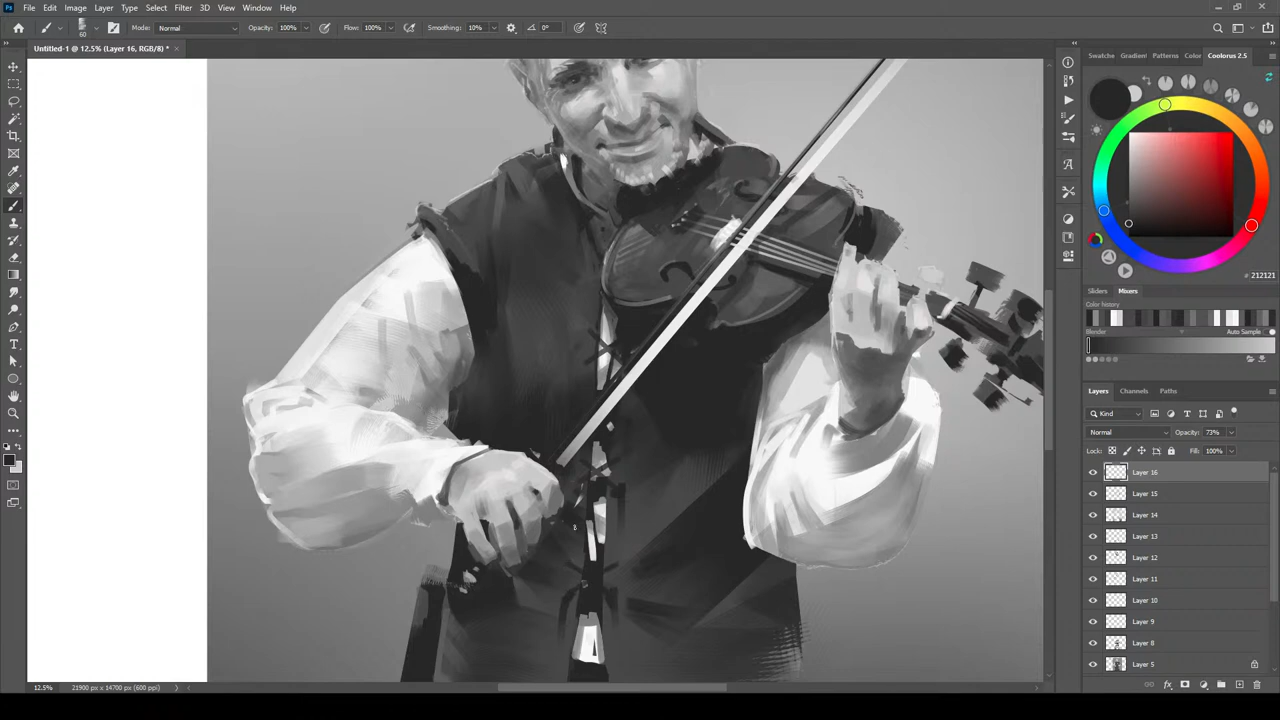 Ps File Edit Image Layer Type Select Filter 3D View Window Help
60 Mode: Normal Opacity: 100% Flow: 100% Smoothing: 10% 0°
Untitled-1 @ 12.5% (Layer 16, RGB/8) *
Swatche Gradient Patterns Color Coolorus 2.5
# 212121
Sliders Mixers
Color history
Blender Auto Sample:
Layers Channels Paths
Kind
Normal Opacity: 73%
Lock: Fill: 100%
Layer 16
Layer 15
Layer 14
Layer 13
Layer 12
Layer 11
Layer 10
Layer 9
Layer 8
Layer 5
12.5% 21900 px x 14700 px (600 ppi)